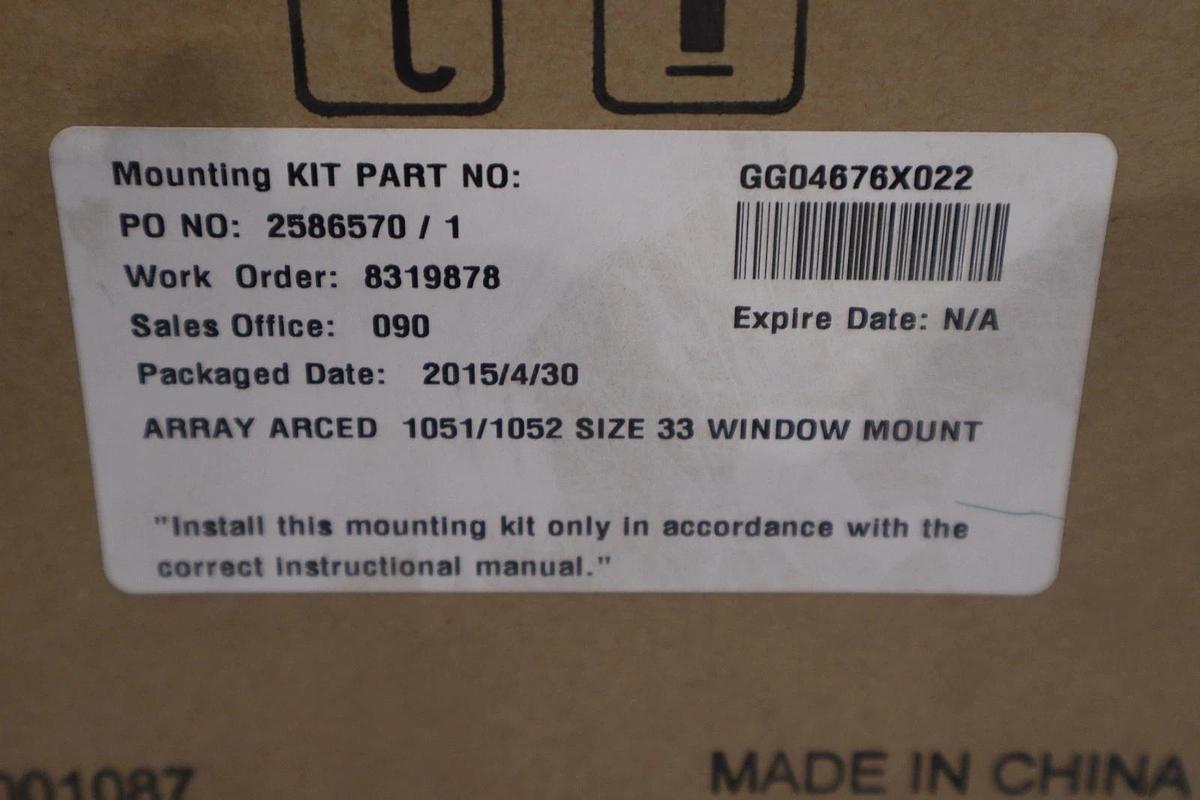 Mounting KIT PART NO: GG04676X022
PO NO: 2586570 / 1
Work Order: 8319878
Sales Office: 090 Expire Date: N/A
Packaged Date: 2015/4/30
ARRAY ARCED 1051/1052 SIZE 33 WINDOW MOUNT
"Install this mounting kit only in accordance with the
correct instructional manual."
001087 MADE IN CHINA